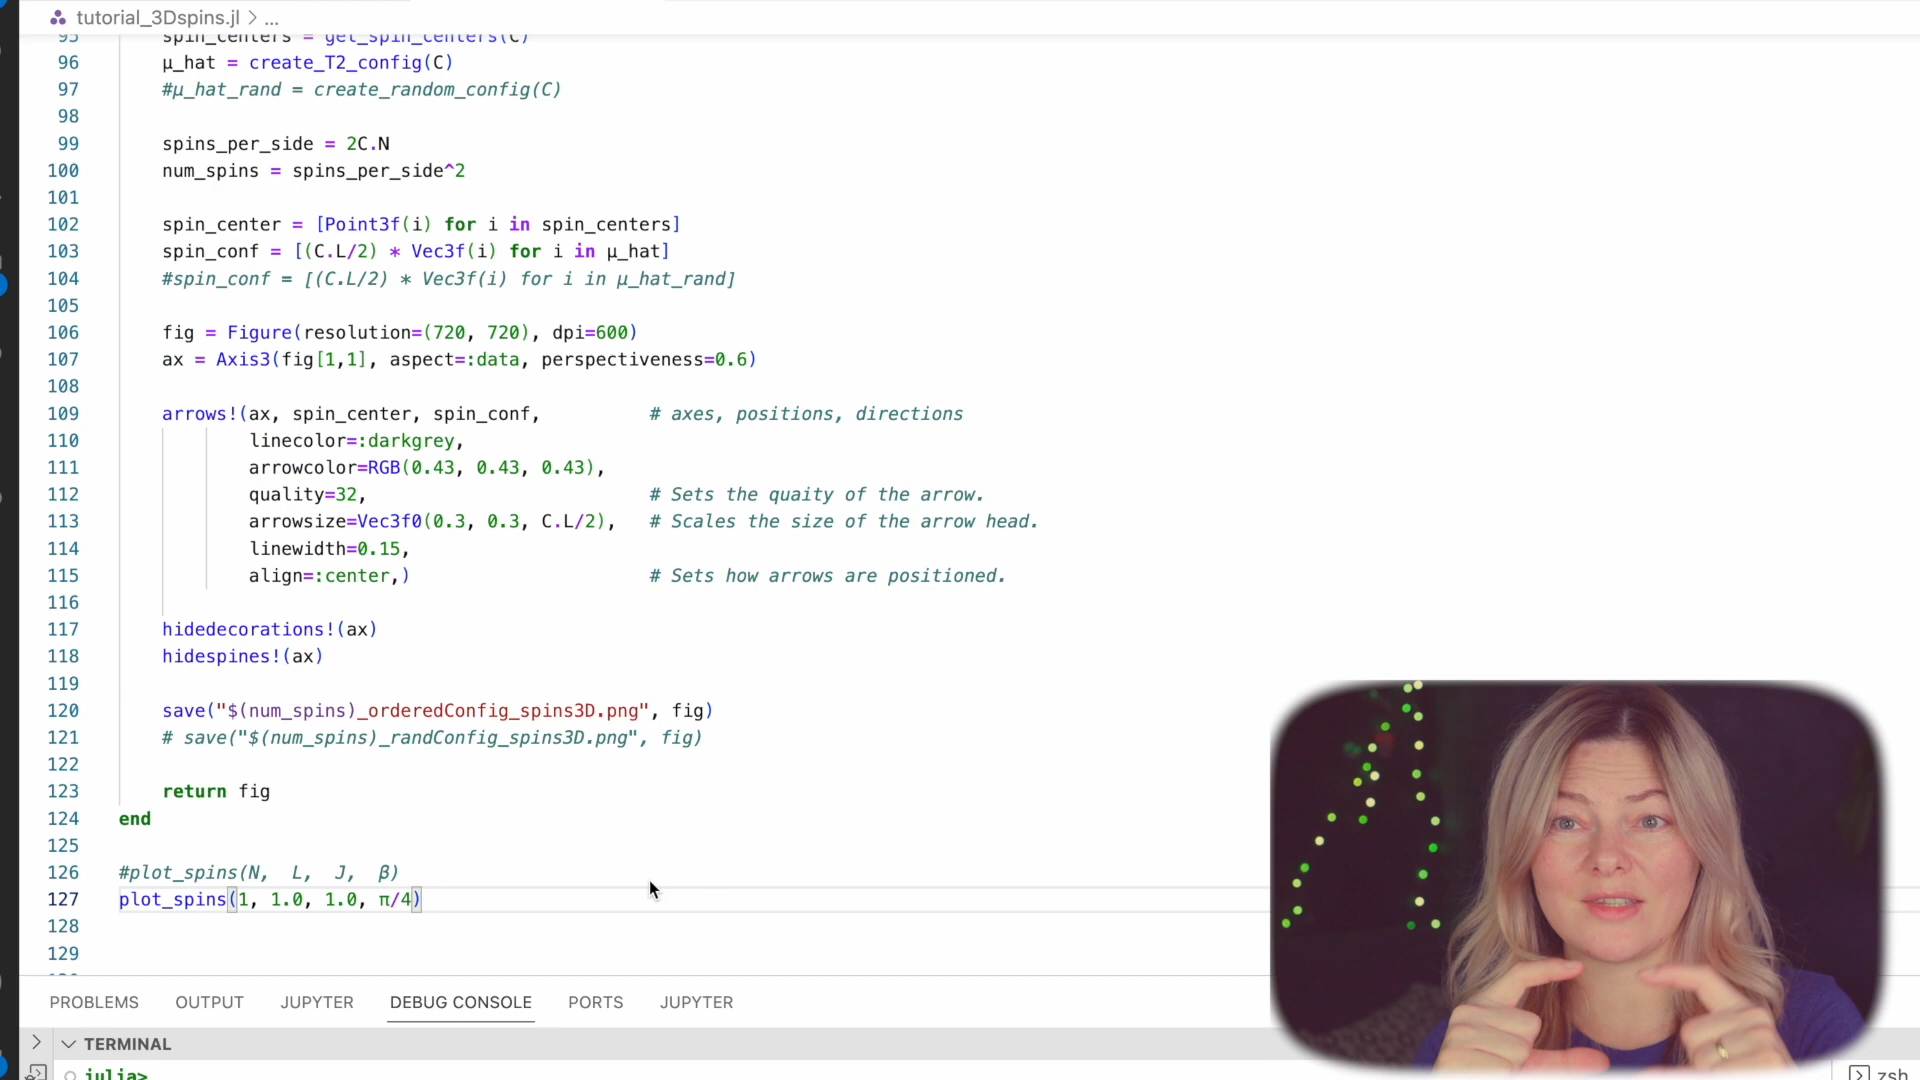 tutorial_3Dspins.jl > ...
95 spin_centers = get_spin_centers(C)
96 μ_hat = create_T2_config(C)
97 #μ_hat_rand = create_random_config(C)
98
99 spins_per_side = 2C.N
100 num_spins = spins_per_side^2
101
102 spin_center = [Point3f(i) for i in spin_centers]
103 spin_conf = [(C.L/2) * Vec3f(i) for i in μ_hat]
104 #spin_conf = [(C.L/2) * Vec3f(i) for i in μ_hat_rand]
105
106 fig = Figure(resolution=(720, 720), dpi=600)
107 ax = Axis3(fig[1,1], aspect=:data, perspectiveness=0.6)
108
109 arrows!(ax, spin_center, spin_conf, # axes, positions, directions
110 linecolor=:darkgrey,
111 arrowcolor=RGB(0.43, 0.43, 0.43),
112 quality=32, # Sets the quaity of the arrow.
113 arrowsize=Vec3f0(0.3, 0.3, C.L/2), # Scales the size of the arrow head.
114 linewidth=0.15,
115 align=:center,) # Sets how arrows are positioned.
116
117 hidedecorations!(ax)
118 hidespines!(ax)
119
120 save("$(num_spins)_orderedConfig_spins3D.png", fig)
121 # save("$(num_spins)_randConfig_spins3D.png", fig)
122
123 return fig
124 end
125
126 #plot_spins(N, L, J, β)
127 plot_spins(1, 1.0, 1.0, π/4)
128
129
PROBLEMS OUTPUT JUPYTER DEBUG CONSOLE PORTS JUPYTER
TERMINAL
julia> zsh